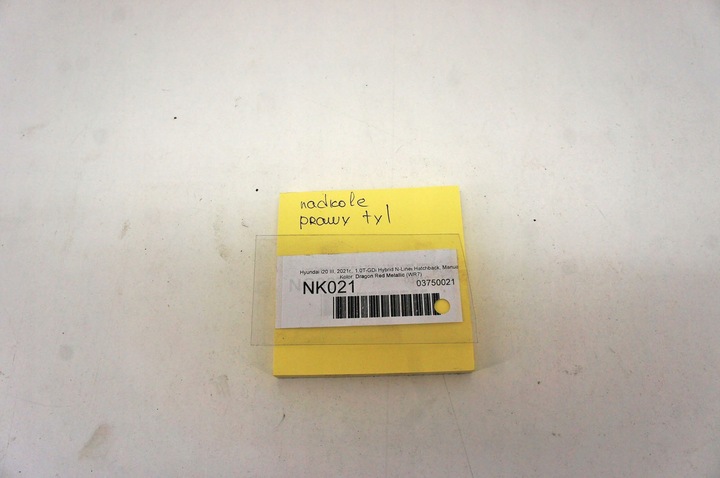 nadkole
prawy tył
Hyundai I20 III, 2021r., 1.0T-GDi Hybrid N-Line, Hatchback, Manual
Kolor: Dragon Red Metallic (WR7)
NK021
03750021